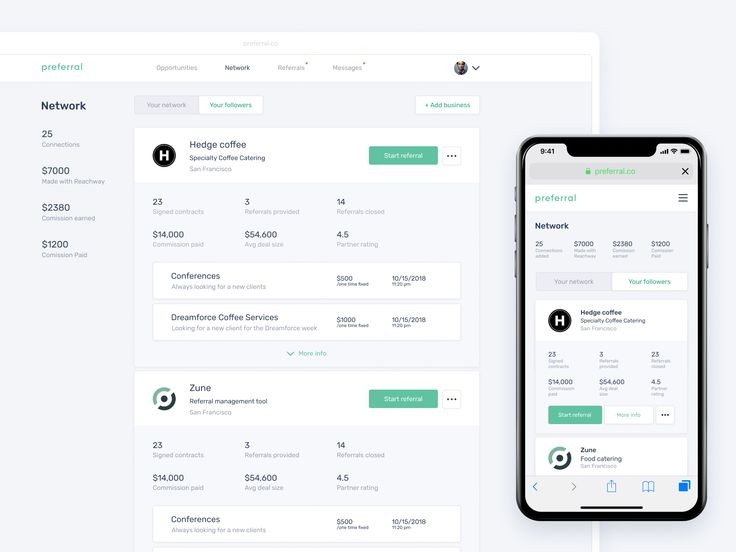 preferral.co
preferral
Opportunities
Network
Referrals
Messages
Network
25
Connections
$7000
Made with Reachway
$2380
Comission earned
$1200
Comission Paid
Your network
Your followers
+ Add business
H
Hedge coffee
Specialty Coffee Catering
San Francisco
Start referral
23
Signed contracts
3
Referrals provided
14
Referrals closed
$14,000
Commission paid
$54,600
Avg deal size
4.5
Partner rating
Conferences
Always looking for a new clients
$500
/one time fixed
10/15/2018
11:20 pm
Dreamforce Coffee Services
Looking for a new client for the Dreamforce week
$1000
/one time fixed
10/15/2018
11:20 pm
More info
Zune
Referral management tool
San Francisco
Start referral
23
Signed contracts
3
Referrals provided
14
Referrals closed
$14,000
Commission paid
$54,600
Avg deal size
4.5
Partner rating
Conferences
Always looking for a new clients
$500
/one time fixed
10/15/2018
11:20 pm
9:41
preferral.co
preferral
Network
25
Connections
added
$7000
Made with
Reachway
$2380
Comission
earned
$1200
Comission
Paid
Your network
Your followers
H
Hedge coffee
Specialty Coffee Catering
San Francisco
23
Signed
contracts
3
Referrals
provided
23
Referrals
closed
$14,000
Commission
paid
$54,600
Avg deal
size
4.5
Partner
rating
Start referral
More info
Zune
Food catering
San Francisco